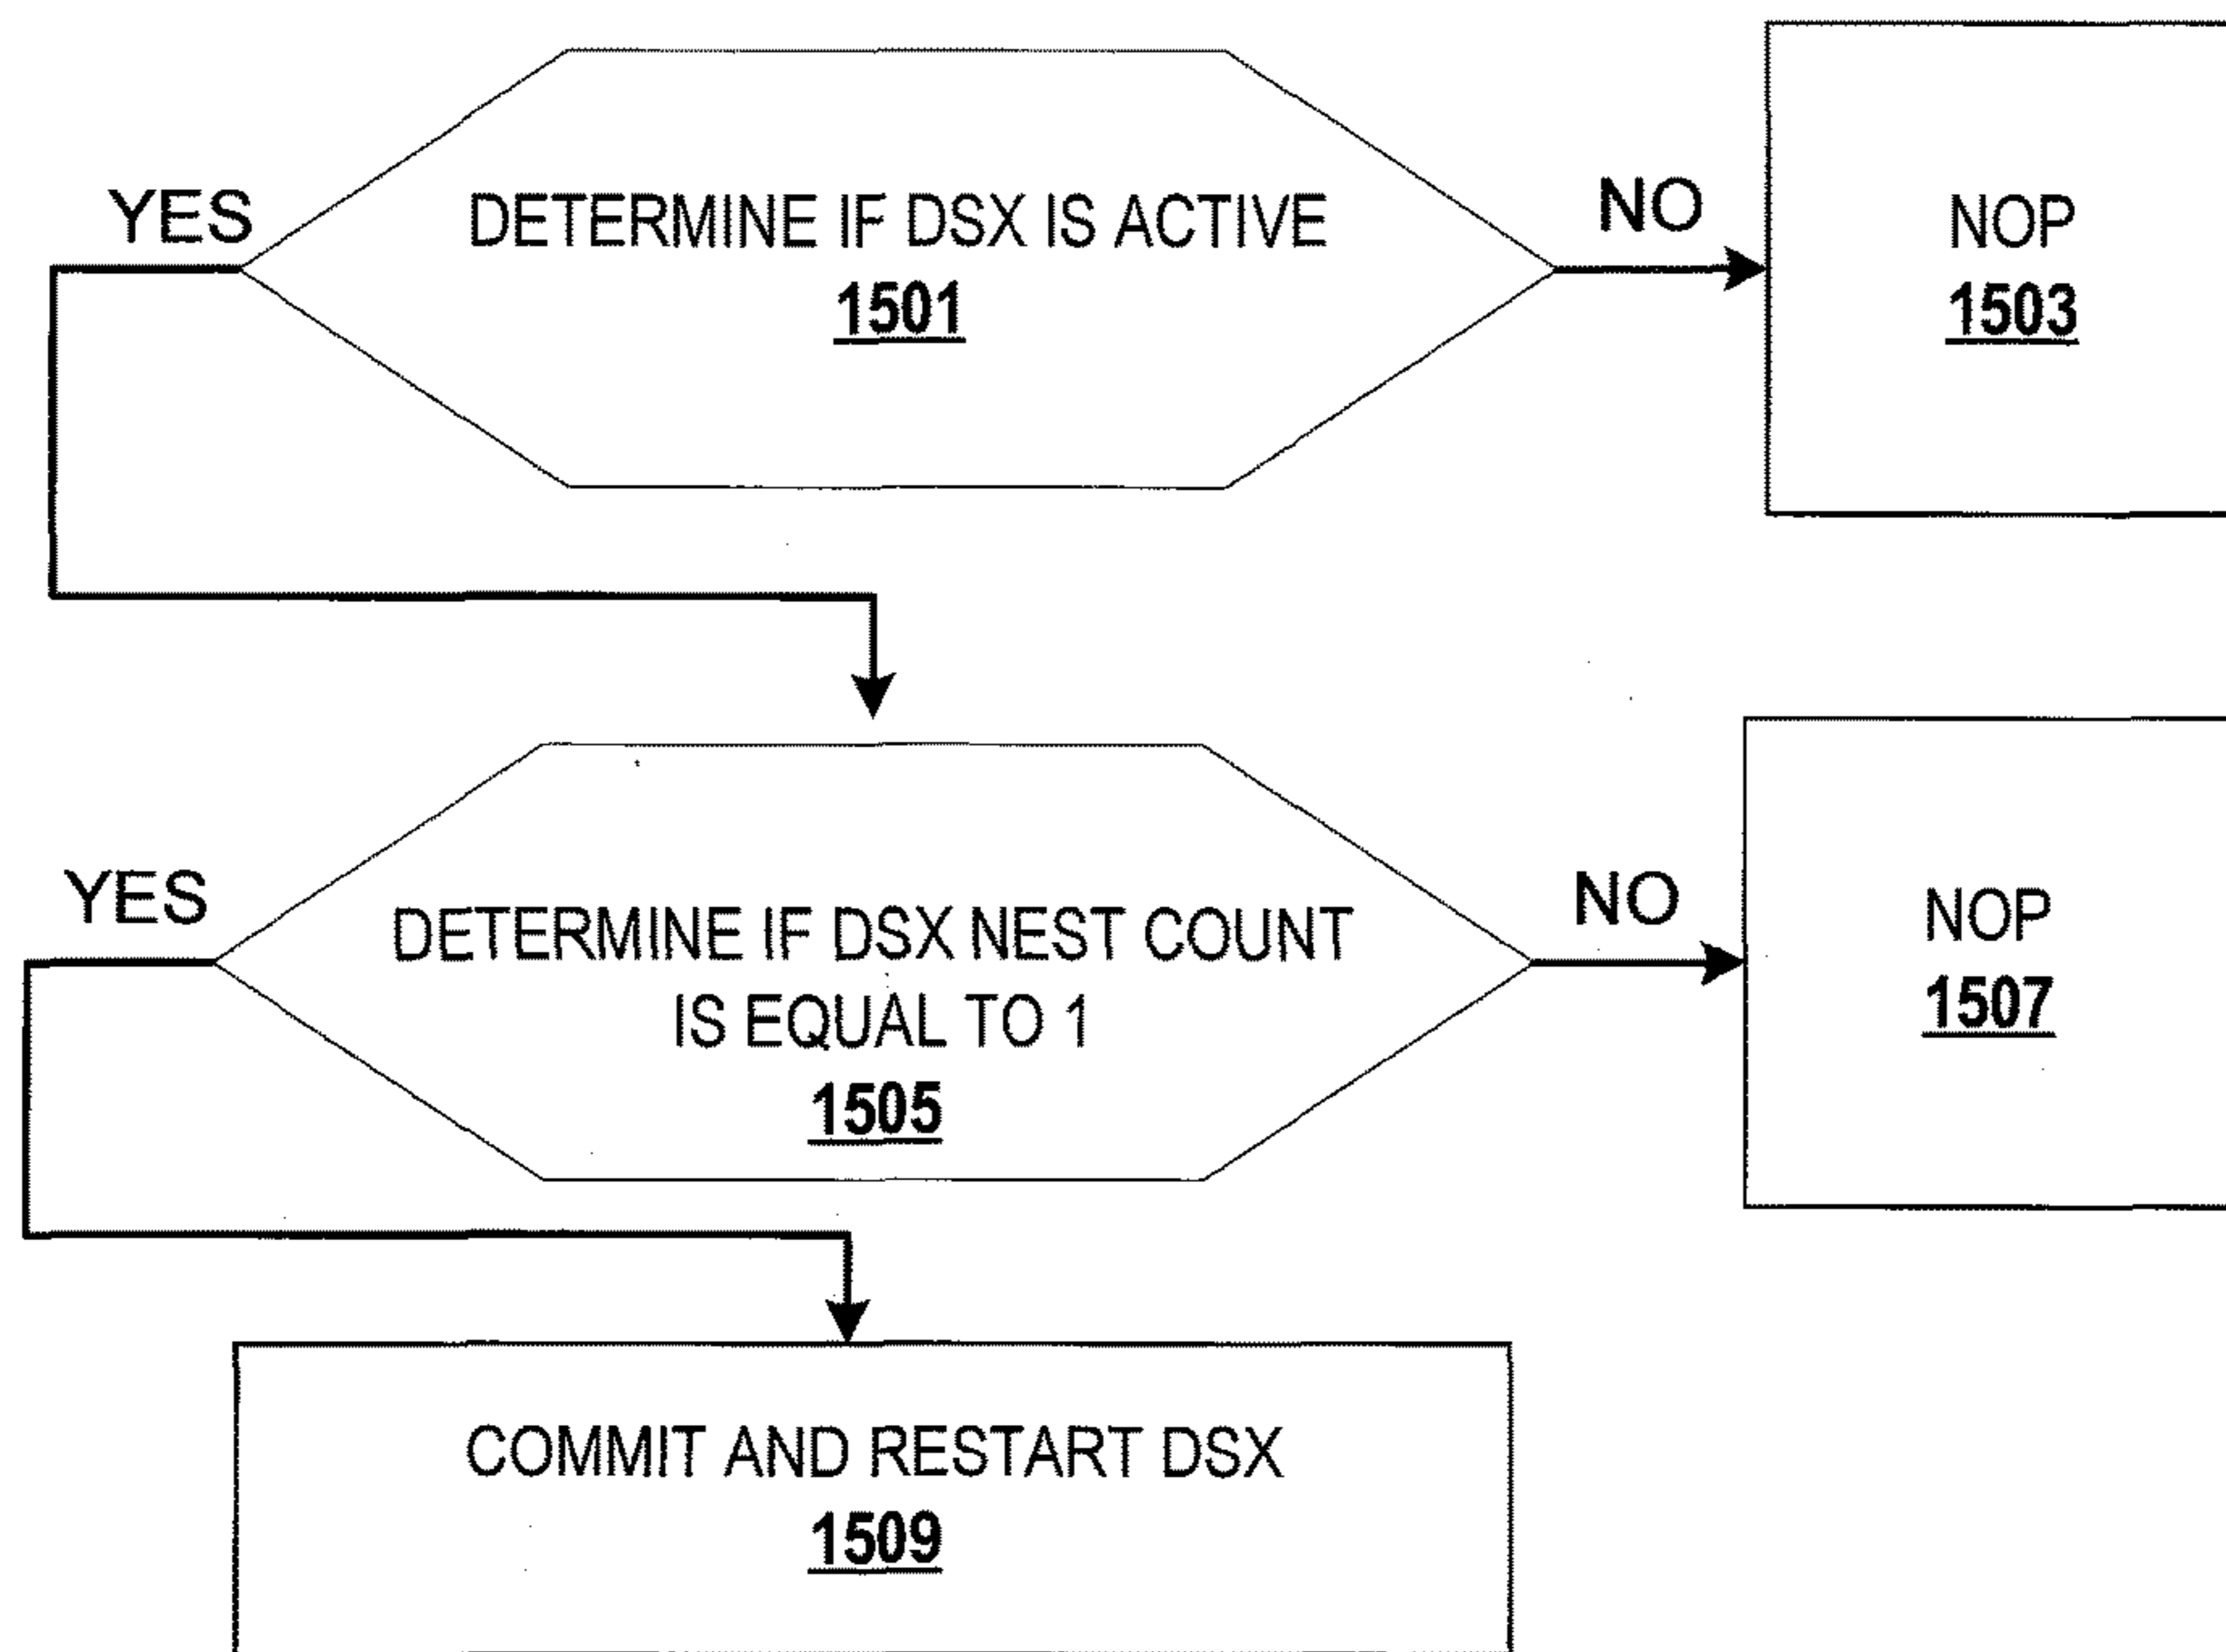 YES
DETERMINE IF DSX IS ACTIVE
1501
NO
NOP
1503
YES
DETERMINE IF DSX NEST COUNT
IS EQUAL TO 1
1505
NO
NOP
1507
COMMIT AND RESTART DSX
1509